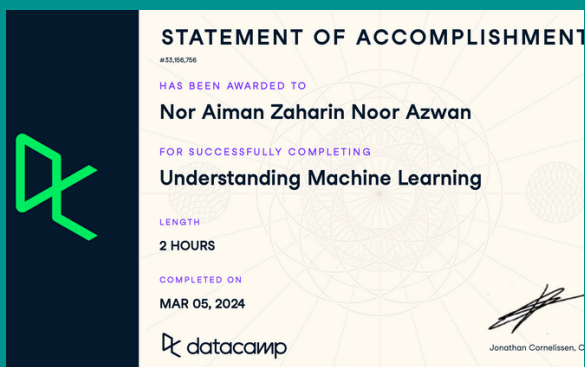 STATEMENT OF ACCOMPLISHMENT
#33,156,756
HAS BEEN AWARDED TO
Nor Aiman Zaharin Noor Azwan
FOR SUCCESSFULLY COMPLETING
Understanding Machine Learning
LENGTH
2 HOURS
COMPLETED ON
MAR 05, 2024
datacamp
Jonathan Cornelissen, C